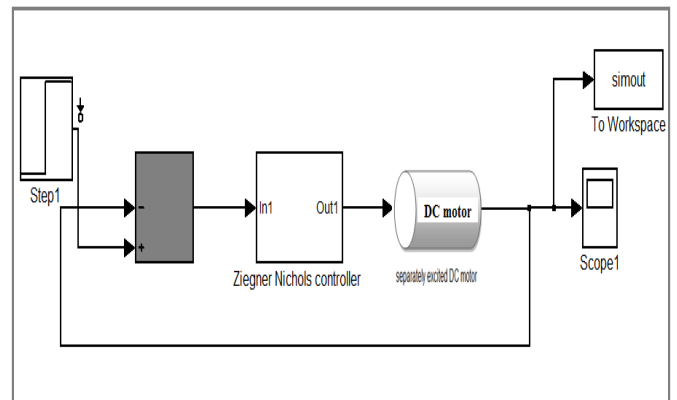 simout
To Workspace
Step1
-
+
In1
Out1
DC motor
Ziegner Nichols controller
separately excited DC motor
Scope1